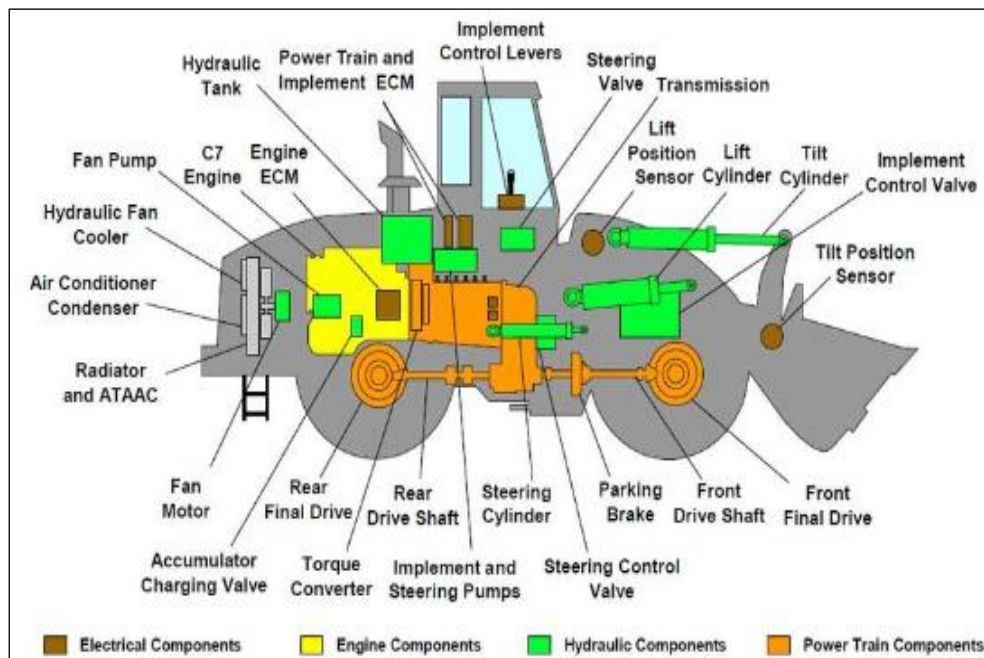 Implement
Control Levers
Hydraulic
Tank
Power Train and
Implement ECM
Steering
Valve
Transmission
Fan Pump
C7
Engine
Engine
ECM
Lift
Position
Sensor
Lift
Cylinder
Tilt
Cylinder
Implement
Control Valve
Hydraulic Fan
Cooler
Tilt Position
Sensor
Air Conditioner
Condenser
Radiator
and ATAAC
Fan
Motor
Rear
Final Drive
Rear
Drive Shaft
Steering
Cylinder
Parking
Brake
Front
Drive Shaft
Front
Final Drive
Accumulator
Charging Valve
Torque
Converter
Implement and
Steering Pumps
Steering Control
Valve
Electrical Components
Engine Components
Hydraulic Components
Power Train Components